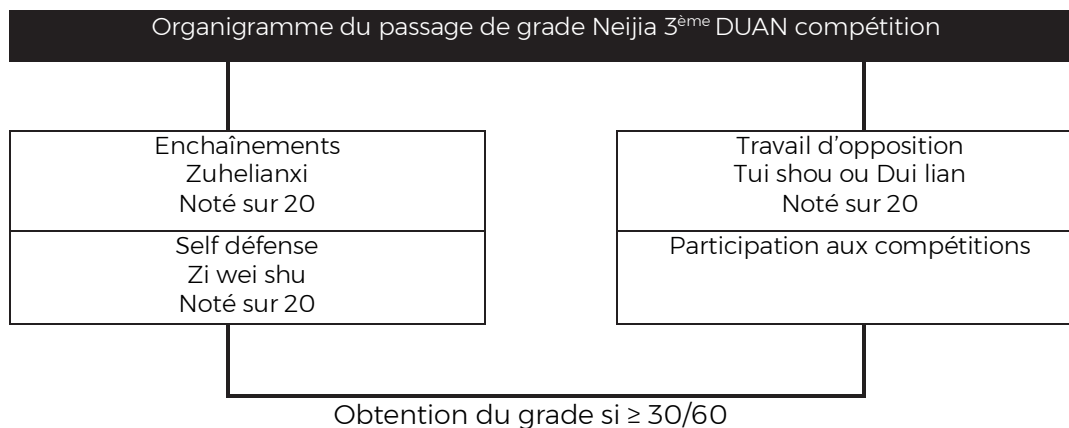 Organigramme du passage de grade Neijia 3ème DUAN compétition
Enchaînements
Zuhelianxi
Noté sur 20
Self défense
Zi wei shu
Noté sur 20
Travail d’opposition
Tui shou ou Dui lian
Noté sur 20
Participation aux compétitions
Obtention du grade si ≥ 30/60